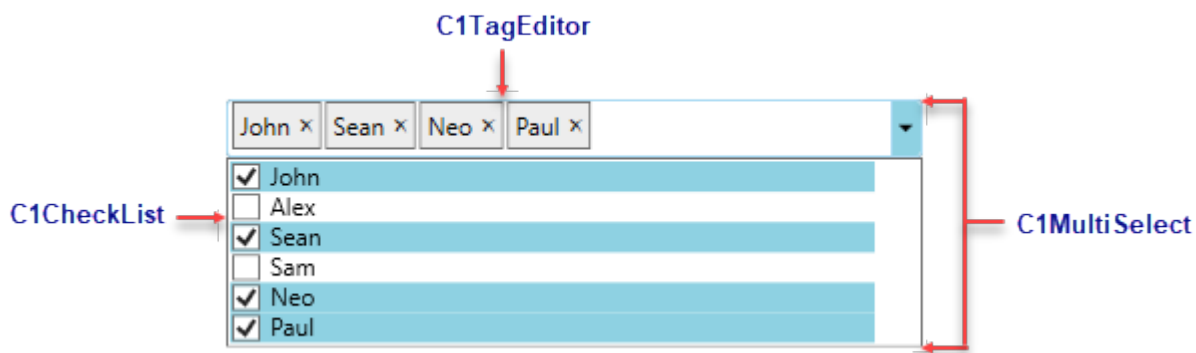 C1TagEditor
John × Sean × Neo × Paul ×
John
C1CheckList
Alex
Sean
C1MultiSelect
Sam
Neo
Paul